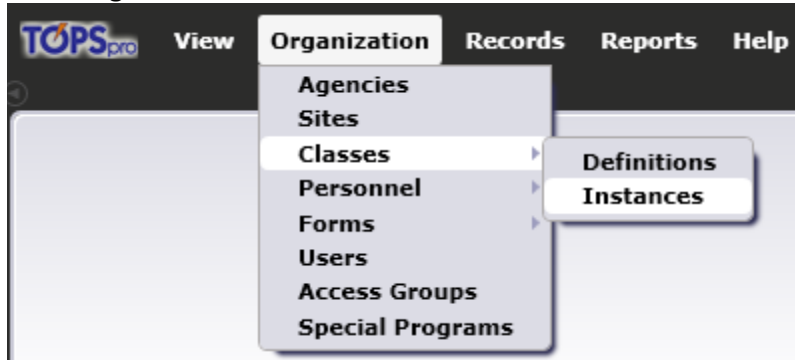 TOPSpro View Organization Records Reports Help
Agencies
Sites
Classes
Definitions
Personnel
Instances
Forms
Users
Access Groups
Special Programs